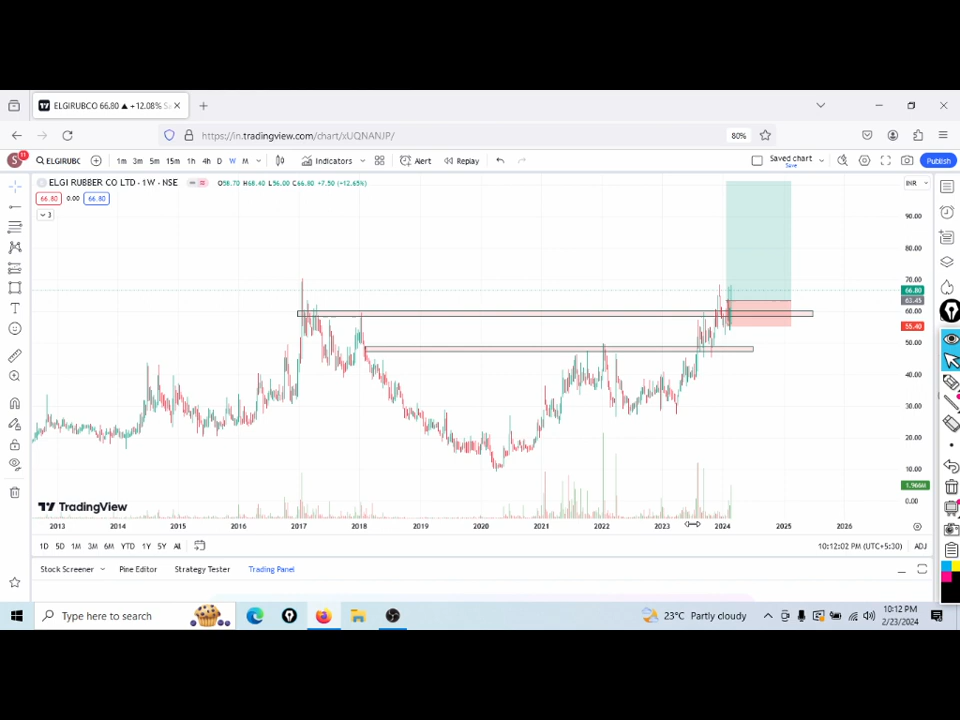 ELGIRUBCO 66.80 ▲ +12.08% S
https://in.tradingview.com/chart/xUQNANJP/
80%
S 11 ELGIRUBC 1m 3m 5m 15m 1h 4h D W M Indicators Alert Replay Saved chart Save Publish
ELGI RUBBER CO LTD · 1W · NSE O58.70 H68.40 L56.00 C66.80 +7.50 (+12.65%) INR
66.80 0.00 66.80
3
90.00
80.00
70.00
66.80
63.45
60.00
55.40
50.00
40.00
30.00
20.00
10.00
1.966M
0.00
TradingView
2013 2014 2015 2016 2017 2018 2019 2020 2021 2022 2023 2024 2025 2026
1D 5D 1M 3M 6M YTD 1Y 5Y All 10:12:02 PM (UTC+5:30) ADJ
Stock Screener Pine Editor Strategy Tester Trading Panel
Type here to search 23°C Partly cloudy 10:12 PM
2/23/2024